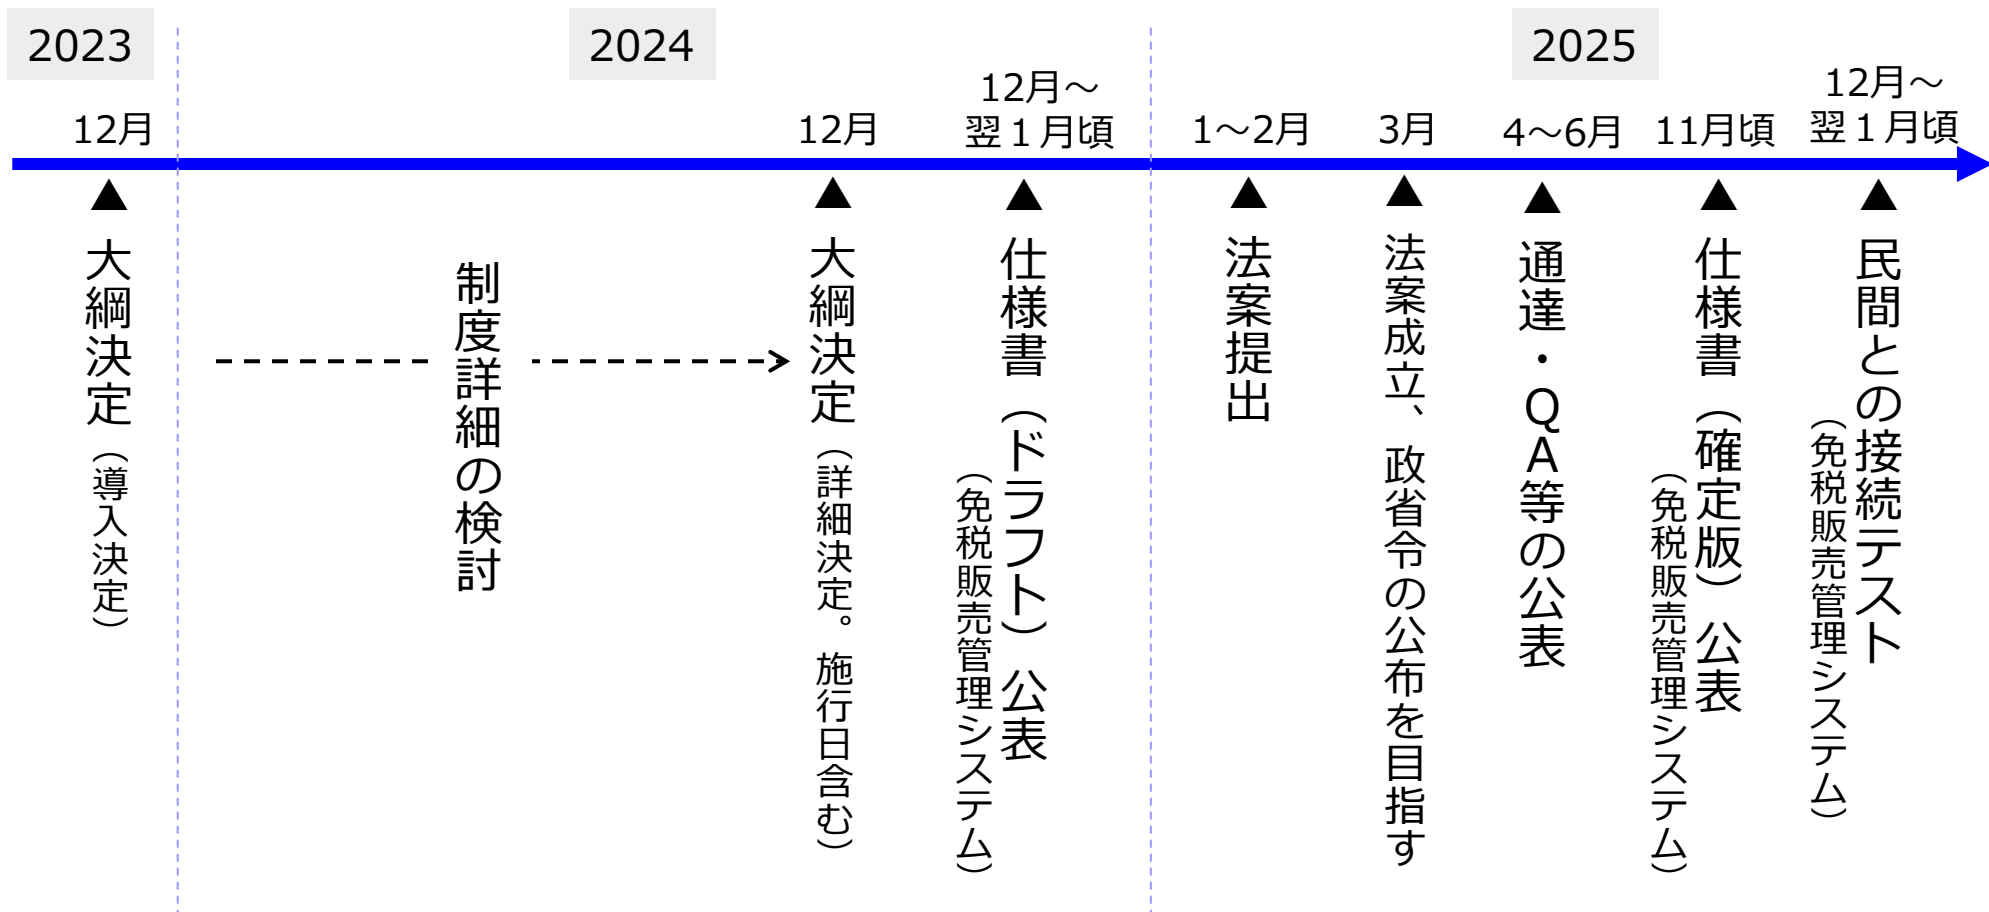 2023
2024
2025
12月
12月
12月～
翌１月頃
1～2月
3月
4～6月
11月頃
12月～
翌１月頃
▲
▲
▲
▲
▲
▲
▲
▲
大綱決定（導入決定）
制度詳細の検討
大綱決定（詳細決定。施行日含む）
仕様書（ドラフト）公表
（免税販売管理システム）
法案提出
法案成立、政省令の公布を目指す
通達・ＱＡ等の公表
仕様書（確定版）公表
（免税販売管理システム）
民間との接続テスト
（免税販売管理システム）